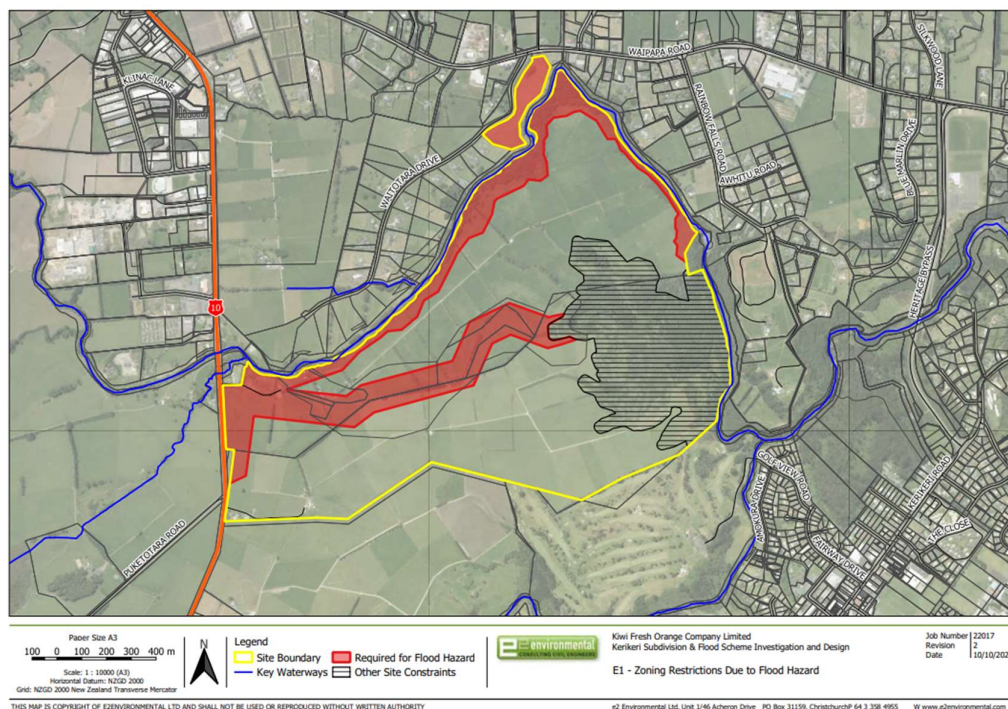 WAIPAPA ROAD
SILKWOOD LANE
KLINAC LANE
RAINBOW FALLS ROAD
BLUE MARLIN DRIVE
AWHITU ROAD
WAITOTARA DRIVE
HERITAGE BYPASS
10
GOLF VIEW ROAD
KERIKERI ROAD
AMOKURA DRIVE
THE CLOSE
FAIRWAY DRIVE
PUKETOTARA ROAD
Paper Size A3
100 0 100 200 300 400 m
Scale: 1 : 10000 (A3)
Horizontal Datum: NZGD 2000
Grid: NZGD 2000 New Zealand Transverse Mercator
N
Legend
Site Boundary
Required for Flood Hazard
Key Waterways
Other Site Constraints
environmental
CONSULTING CIVIL ENGINEERS
Kiwi Fresh Orange Company Limited
Kerikeri Subdivision & Flood Scheme Investigation and Design
E1 - Zoning Restrictions Due to Flood Hazard
Job Number 22017
Revision 2
Date 10/10/202
THIS MAP IS COPYRIGHT OF E2ENVIRONMENTAL LTD AND SHALL NOT BE USED OR REPRODUCED WITHOUT WRITTEN AUTHORITY
e2 Environmental Ltd, Unit 1/46 Acheron Drive PO Box 31159, Christchurch P 64 3 358 4955 W www.e2environmental.com